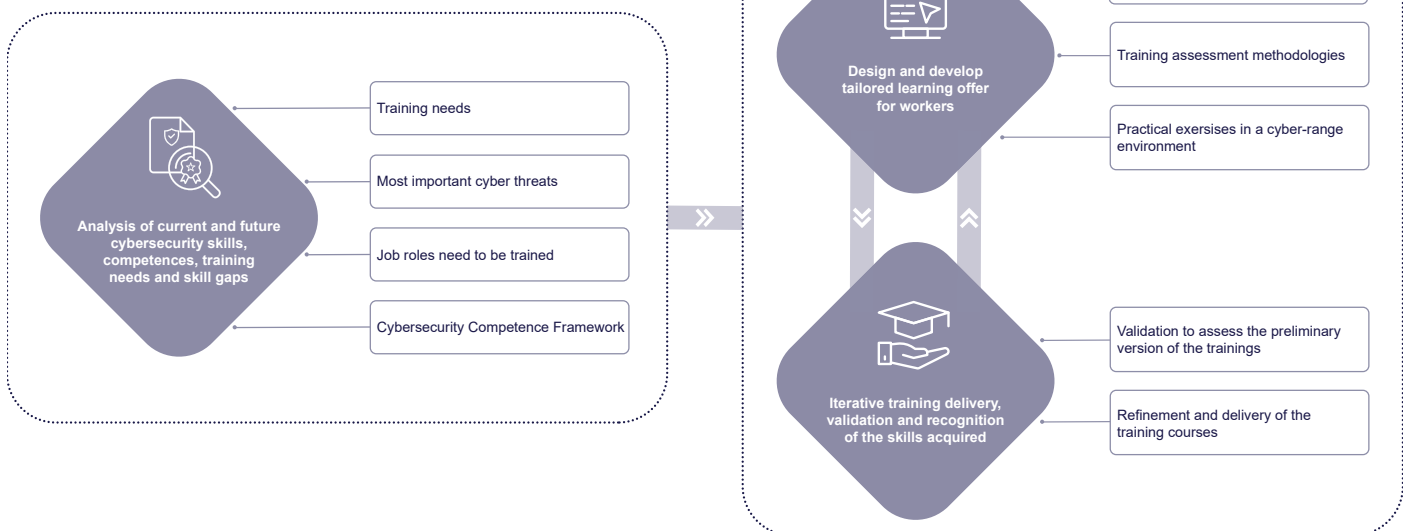 Analysis of current and future
cybersecurity skills,
competences, training
needs and skill gaps
Training needs
Most important cyber threats
Job roles need to be trained
Cybersecurity Competence Framework
Design and develop
tailored learning offer
for workers
Training assessment methodologies
Practical exersises in a cyber-range
environment
Iterative training delivery,
validation and recognition
of the skills acquired
Validation to assess the preliminary
version of the trainings
Refinement and delivery of the
training courses